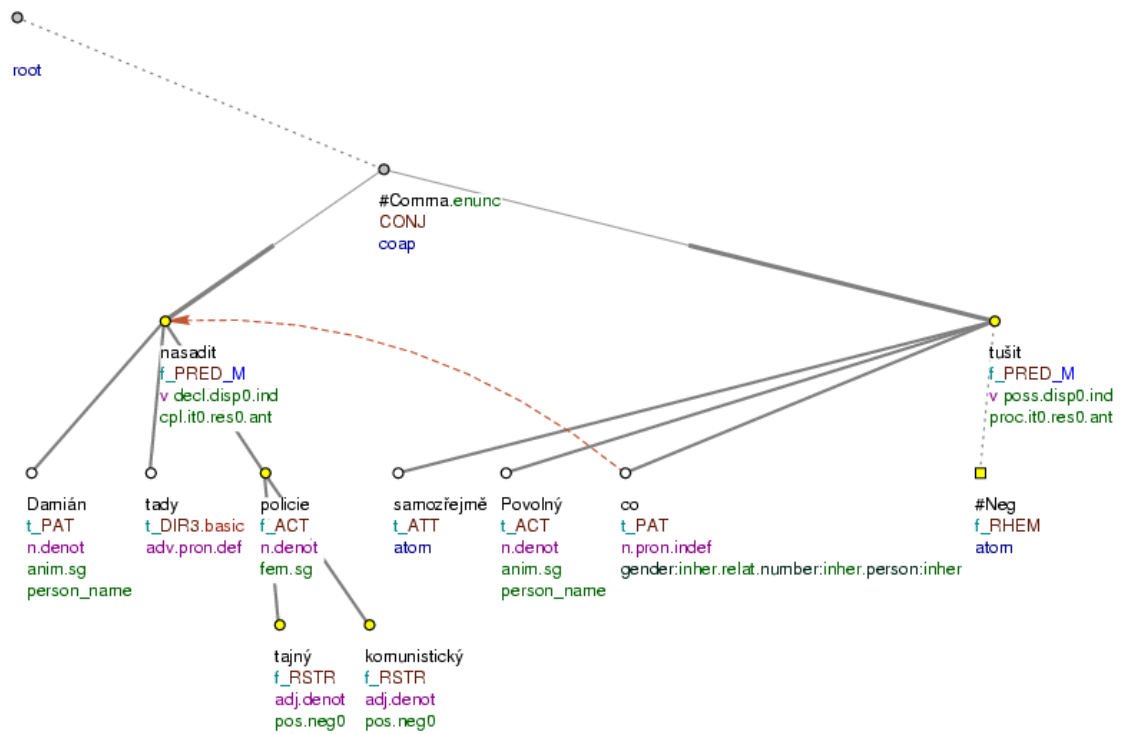 root
#Comma.enunc
CONJ
coap
nasadit
f_PRED_M
v decl.disp0.ind
cpl.it0.res0.ant
tušit
f_PRED_M
v poss.disp0.ind
proc.it0.res0.ant
Damián
t_PAT
n.denot
anim.sg
person_name
tady
t_DIR3.basic
adv.pron.def
policie
f_ACT
n.denot
fem.sg
samozřejmě
t_ATT
atom
Povolný
t_ACT
n.denot
anim.sg
person_name
co
t_PAT
n.pron.indef
gender:inher.relat.number:inher.person:inher
#Neg
f_RHEM
atom
tajný
f_RSTR
adj.denot
pos.neg0
komunistický
f_RSTR
adj.denot
pos.neg0